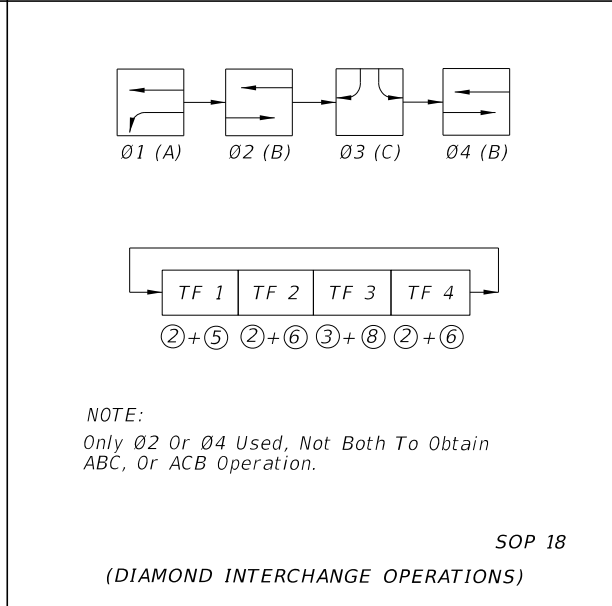 Ø1 (A) Ø2 (B) Ø3 (C) Ø4 (B)
TF 1 TF 2 TF 3 TF 4
②+⑤ ②+⑥ ③+⑧ ②+⑥
NOTE:
Only Ø2 Or Ø4 Used, Not Both To Obtain
ABC, Or ACB Operation.
SOP 18
(DIAMOND INTERCHANGE OPERATIONS)